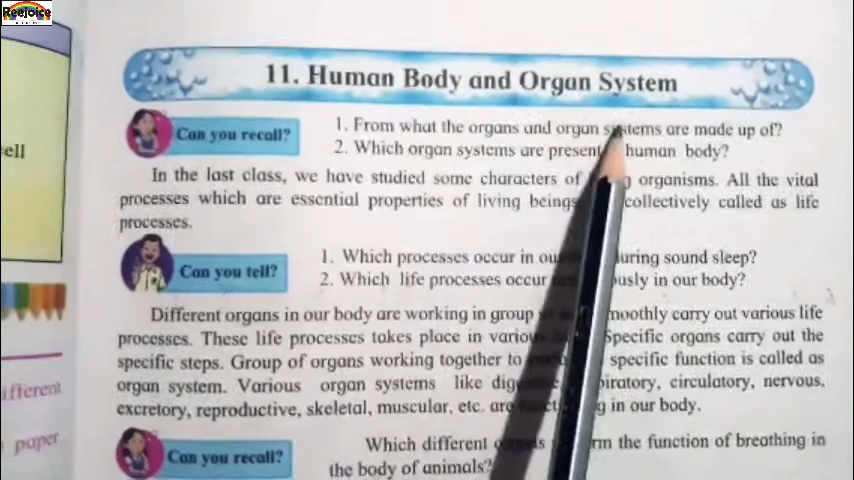 Reejoice
ell
ifferent
paper
11. Human Body and Organ System
Can you recall?
1. From what the organs and organ systems are made up of?
2. Which organ systems are present human body?
In the last class, we have studied some characters of organisms. All the vital
processes which are essential properties of living beings collectively called as life
processes.
Can you tell?
1. Which processes occur in our during sound sleep?
2. Which life processes occur in our body?
Different organs in our body are working in group smoothly carry out various life
processes. These life processes takes place in various Specific organs carry out the
specific steps. Group of organs working together to specific function is called as
organ system. Various organ systems like respiratory, circulatory, nervous,
excretory, reproductive, skeletal, muscular, etc. are in our body.
Can you recall?
Which different organs the function of breathing in
the body of animals?